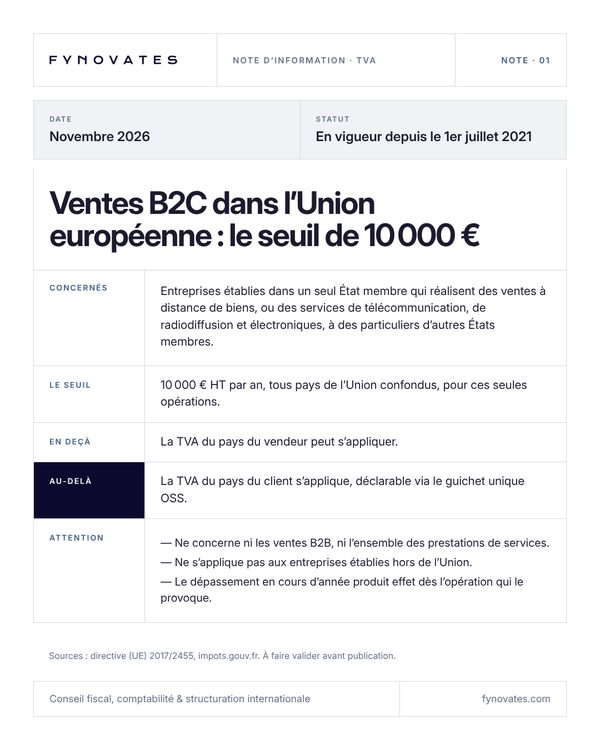 FYNOVATES
NOTE D’INFORMATION · TVA
NOTE · 01
DATE
Novembre 2026
STATUT
En vigueur depuis le 1er juillet 2021
Ventes B2C dans l’Union
européenne : le seuil de 10 000 €
CONCERNÉS
Entreprises établies dans un seul État membre qui réalisent des ventes à
distance de biens, ou des services de télécommunication, de
radiodiffusion et électroniques, à des particuliers d’autres États
membres.
LE SEUIL
10 000 € HT par an, tous pays de l’Union confondus, pour ces seules
opérations.
EN DEÇÀ
La TVA du pays du vendeur peut s’appliquer.
AU-DELÀ
La TVA du pays du client s’applique, déclarable via le guichet unique
OSS.
ATTENTION
— Ne concerne ni les ventes B2B, ni l’ensemble des prestations de services.
— Ne s’applique pas aux entreprises établies hors de l’Union.
— Le dépassement en cours d’année produit effet dès l’opération qui le
provoque.
Sources : directive (UE) 2017/2455, impots.gouv.fr. À faire valider avant publication.
Conseil fiscal, comptabilité & structuration internationale
fynovates.com